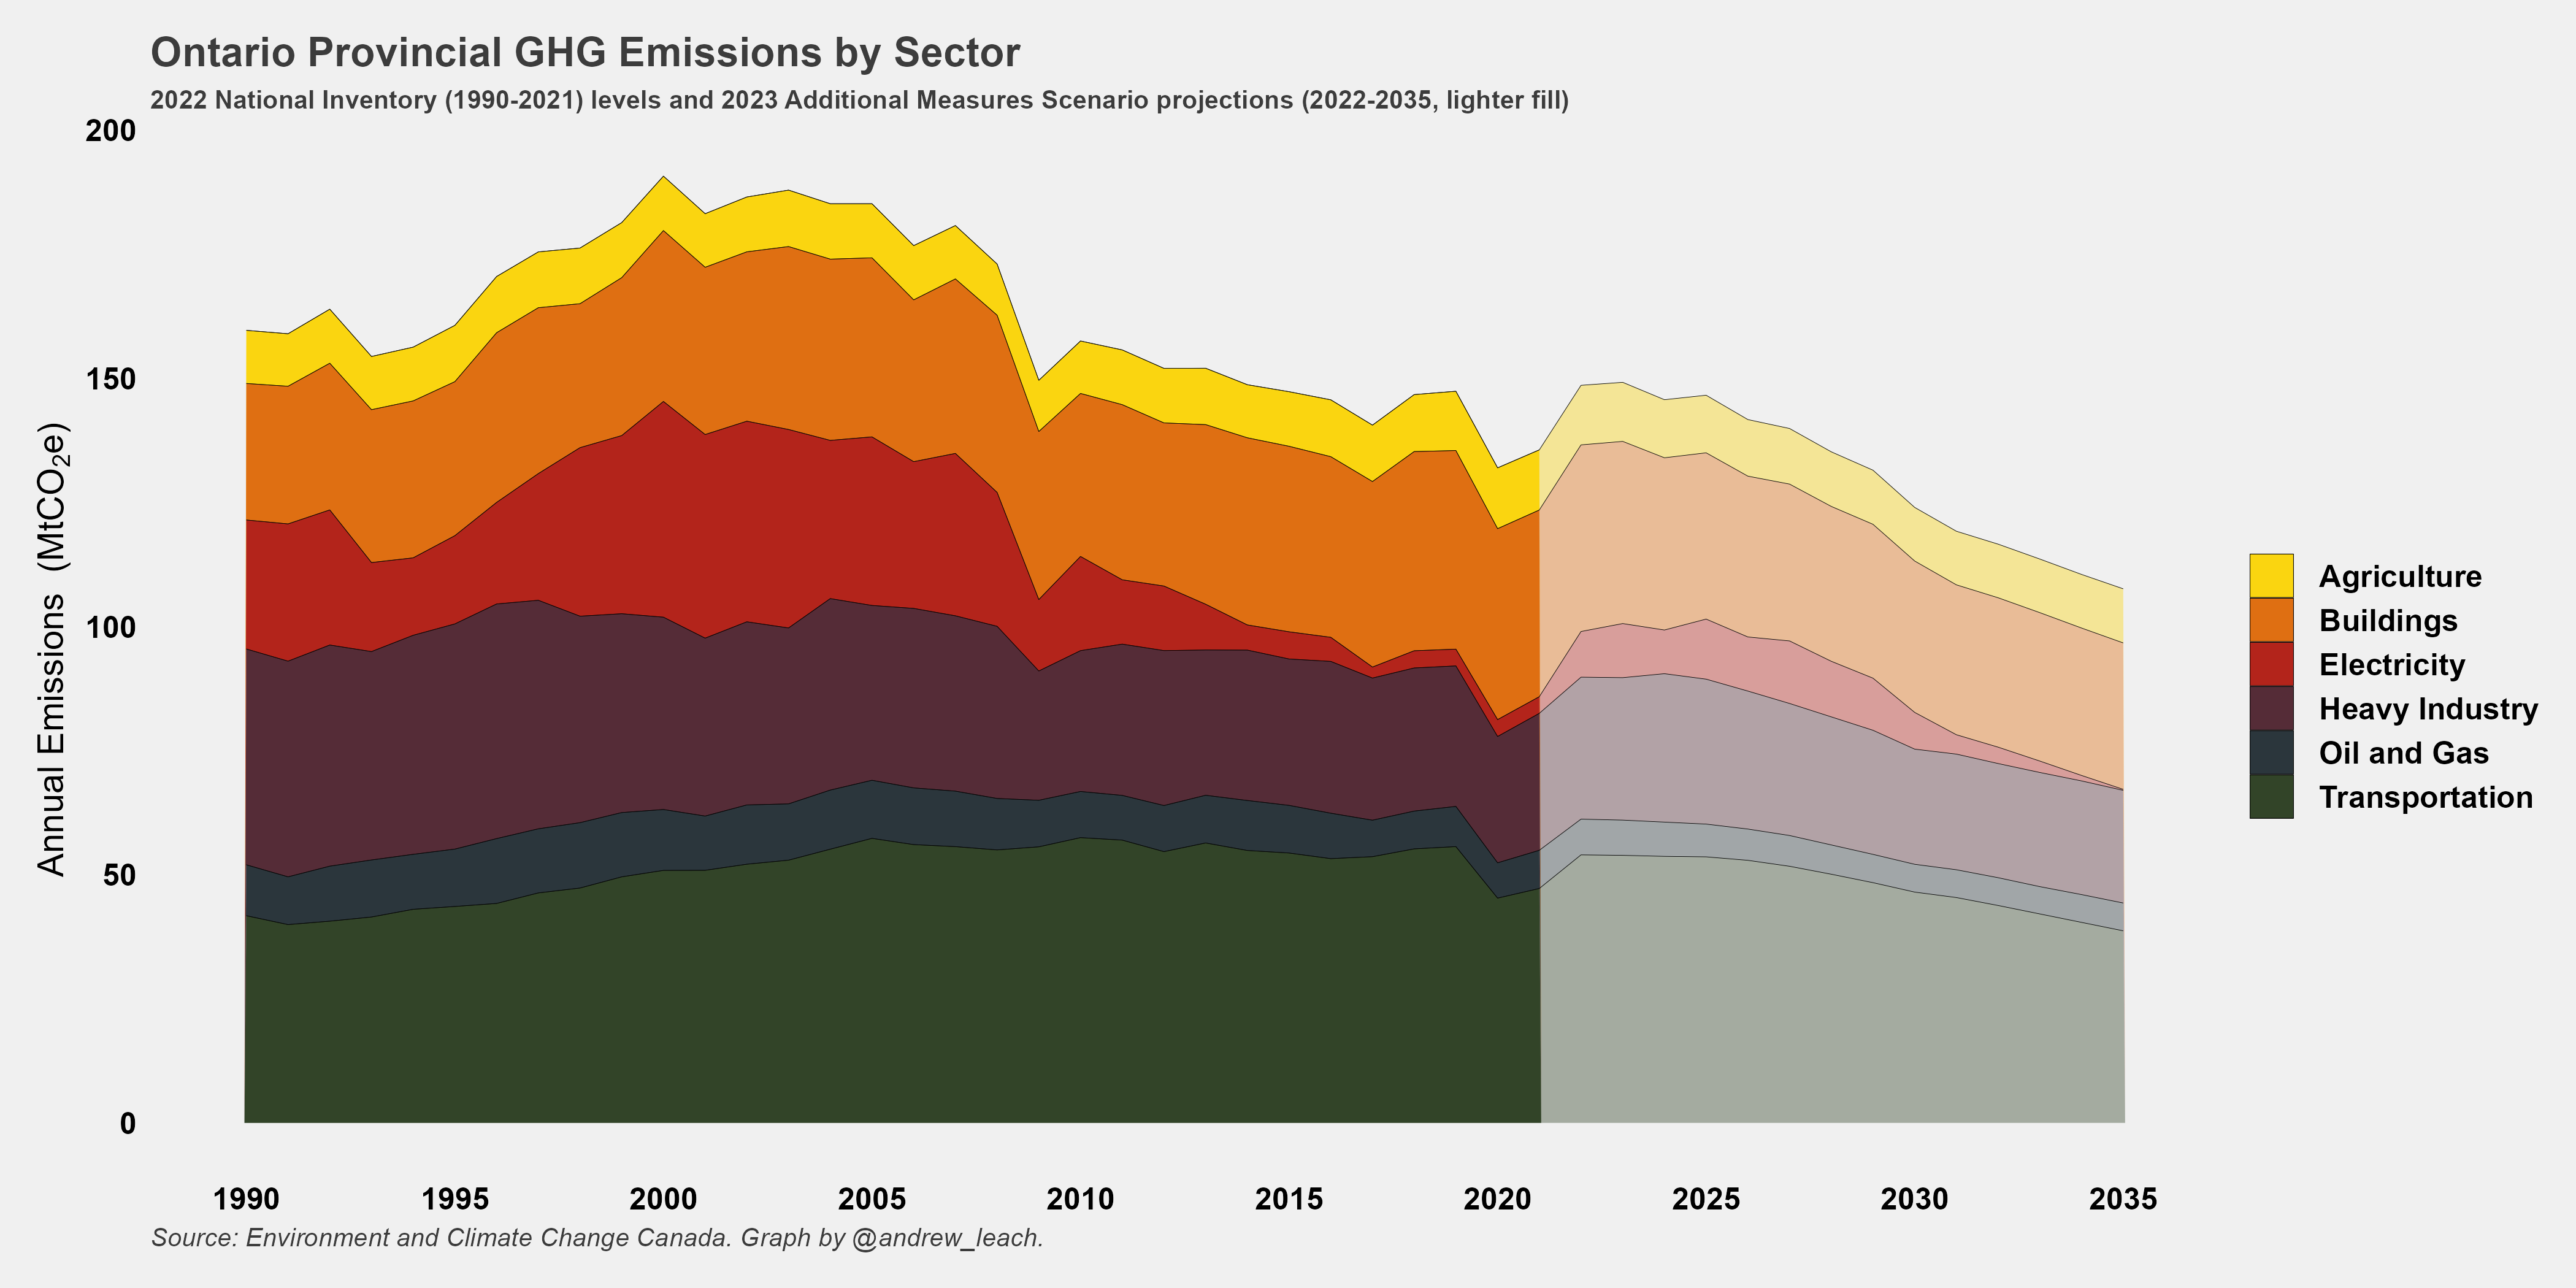 Ontario Provincial GHG Emissions by Sector
2022 National Inventory (1990-2021) levels and 2023 Additional Measures Scenario projections (2022-2035, lighter fill)
200
150
100
50
0
Annual Emissions (MtCO₂e)
Agriculture
Buildings
Electricity
Heavy Industry
Oil and Gas
Transportation
1990 1995 2000 2005 2010 2015 2020 2025 2030 2035
Source: Environment and Climate Change Canada. Graph by @andrew_leach.